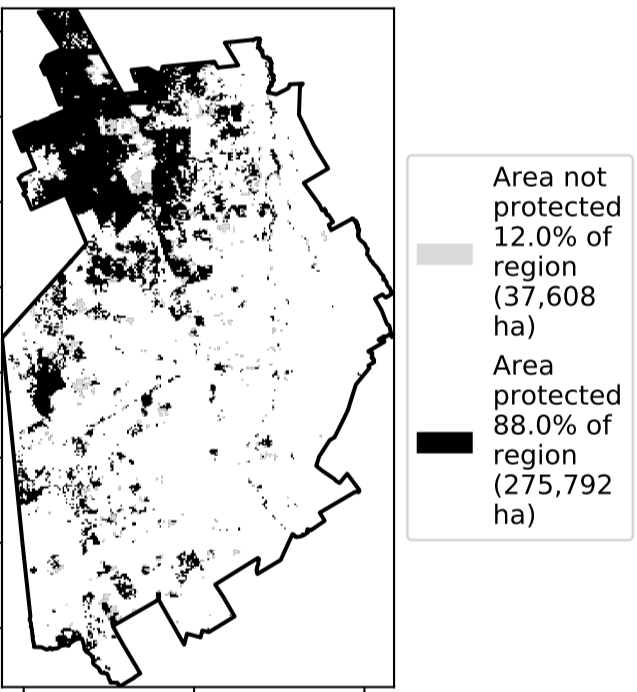 Area not
protected
12.0% of
region
(37,608
ha)
Area
protected
88.0% of
region
(275,792
ha)